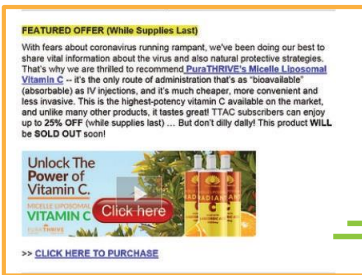 FEATURED OFFER (While Supplies Last)
With fears about coronavirus running rampant, we've been doing our best to
share vital information about the virus and also natural protective strategies.
That's why we are thrilled to recommend PuraTHRIVE's Micelle Liposomal
Vitamin C -- it's the only route of administration that's as "bioavailable"
(absorbable) as IV injections, and it's much cheaper, more convenient and
less invasive. This is the highest-potency vitamin C available on the market,
and unlike many other products, it tastes great! TTAC subscribers can enjoy
up to 25% OFF (while supplies last) ... But don't dilly dally! This product WILL
be SOLD OUT soon!
Unlock The
Power of
Vitamin C.
MICELLE LIPOSOMAL
VITAMIN C
PURATHRIVE
Click here
>> CLICK HERE TO PURCHASE